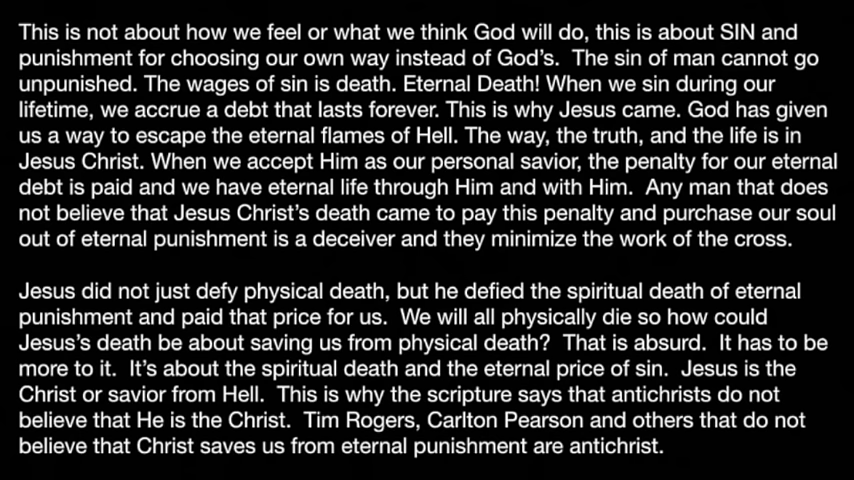 This is not about how we feel or what we think God will do, this is about SIN and
punishment for choosing our own way instead of God's.  The sin of man cannot go
unpunished. The wages of sin is death. Eternal Death! When we sin during our
lifetime, we accrue a debt that lasts forever. This is why Jesus came. God has given
us a way to escape the eternal flames of Hell. The way, the truth, and the life is in
Jesus Christ. When we accept Him as our personal savior, the penalty for our eternal
debt is paid and we have eternal life through Him and with Him.  Any man that does
not believe that Jesus Christ's death came to pay this penalty and purchase our soul
out of eternal punishment is a deceiver and they minimize the work of the cross.

Jesus did not just defy physical death, but he defied the spiritual death of eternal
punishment and paid that price for us.  We will all physically die so how could
Jesus's death be about saving us from physical death?  That is absurd.  It has to be
more to it.  It's about the spiritual death and the eternal price of sin.  Jesus is the
Christ or savior from Hell.  This is why the scripture says that antichrists do not
believe that He is the Christ.  Tim Rogers, Carlton Pearson and others that do not
believe that Christ saves us from eternal punishment are antichrist.